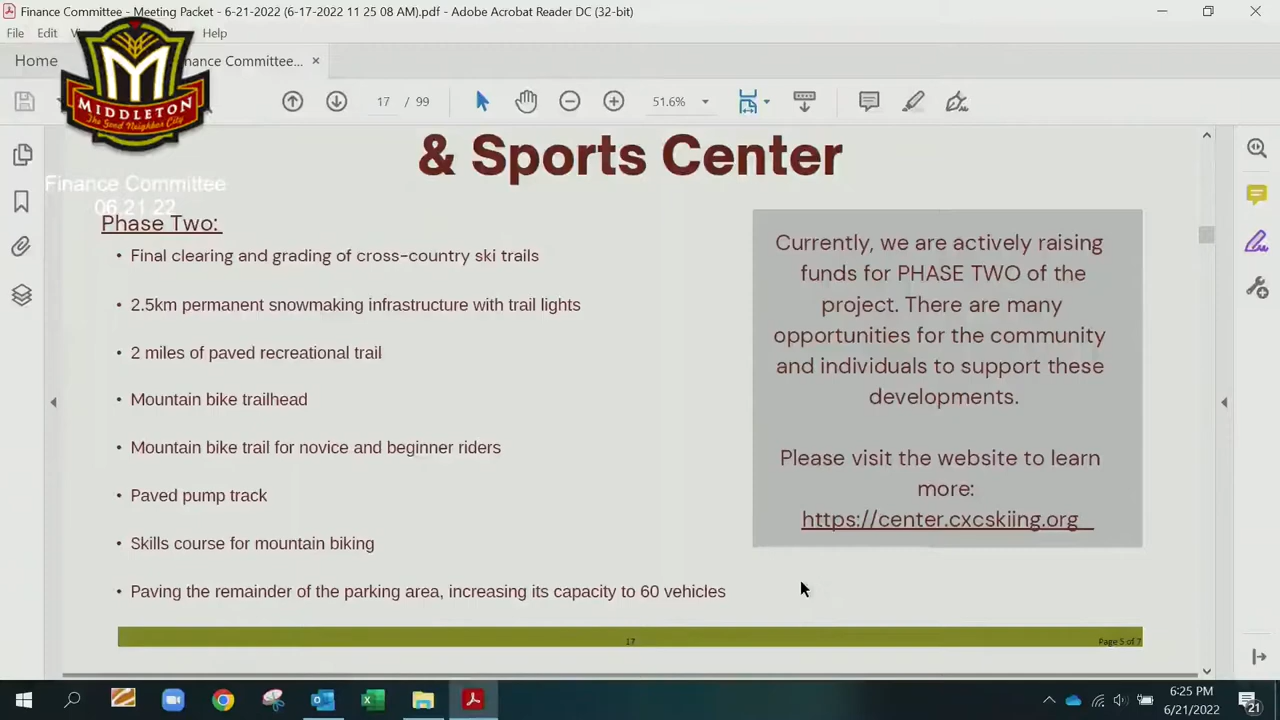 Finance Committee - Meeting Packet - 6-21-2022 (6-17-2022 11 25 08 AM).pdf - Adobe Acrobat Reader DC (32-bit)
File Edit Help
Home
nance Committee... ×
17 / 99
51.6%
MIDDLETON
The Good Neighbor City
Finance Committee
06.21.22
& Sports Center
Phase Two:
• Final clearing and grading of cross-country ski trails
• 2.5km permanent snowmaking infrastructure with trail lights
• 2 miles of paved recreational trail
• Mountain bike trailhead
• Mountain bike trail for novice and beginner riders
• Paved pump track
• Skills course for mountain biking
• Paving the remainder of the parking area, increasing its capacity to 60 vehicles
Currently, we are actively raising
funds for PHASE TWO of the
project. There are many
opportunities for the community
and individuals to support these
developments.
Please visit the website to learn
more:
https://center.cxcskiing.org
17
Page 5 of 7
6:25 PM
6/21/2022
21